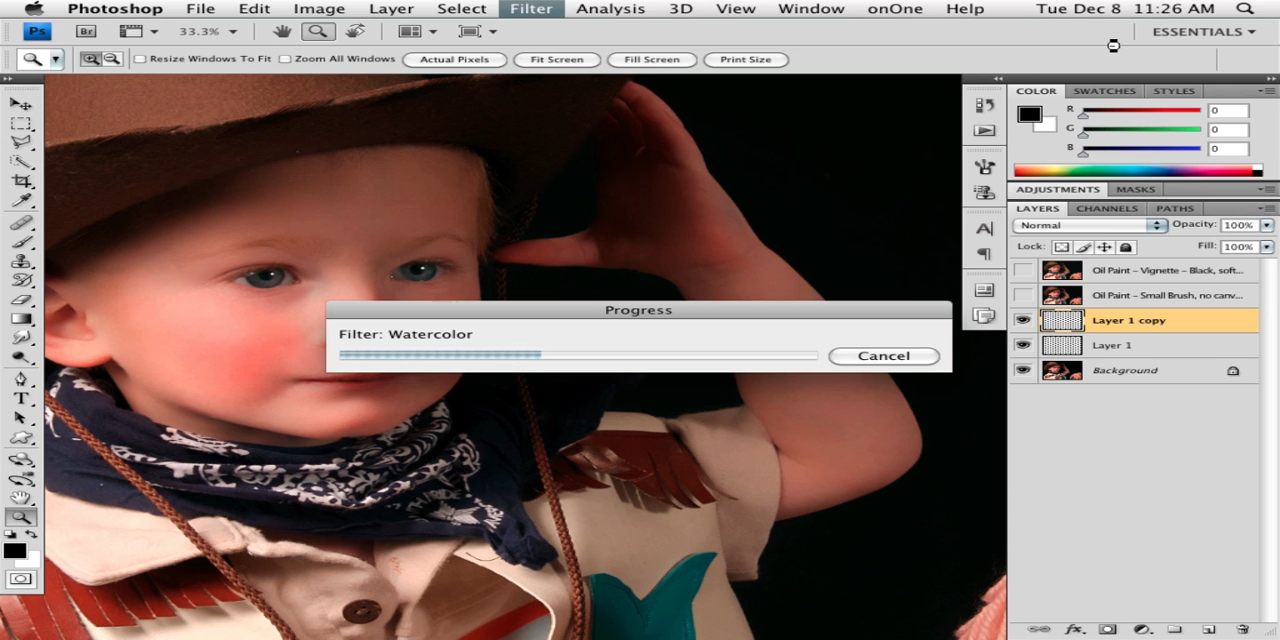 Photoshop File Edit Image Layer Select Filter Analysis 3D View Window onOne Help Tue Dec 8 11:26 AM
Ps Br 33.3% ESSENTIALS
Resize Windows To Fit Zoom All Windows Actual Pixels Fit Screen Fill Screen Print Size
COLOR SWATCHES STYLES
R 0
G 0
B 0
ADJUSTMENTS MASKS
LAYERS CHANNELS PATHS
Normal Opacity: 100%
Lock: Fill: 100%
Oil Paint – Vignette – Black, soft...
Oil Paint – Small Brush, no canv...
Layer 1 copy
Layer 1
Background
Progress
Filter: Watercolor
Cancel